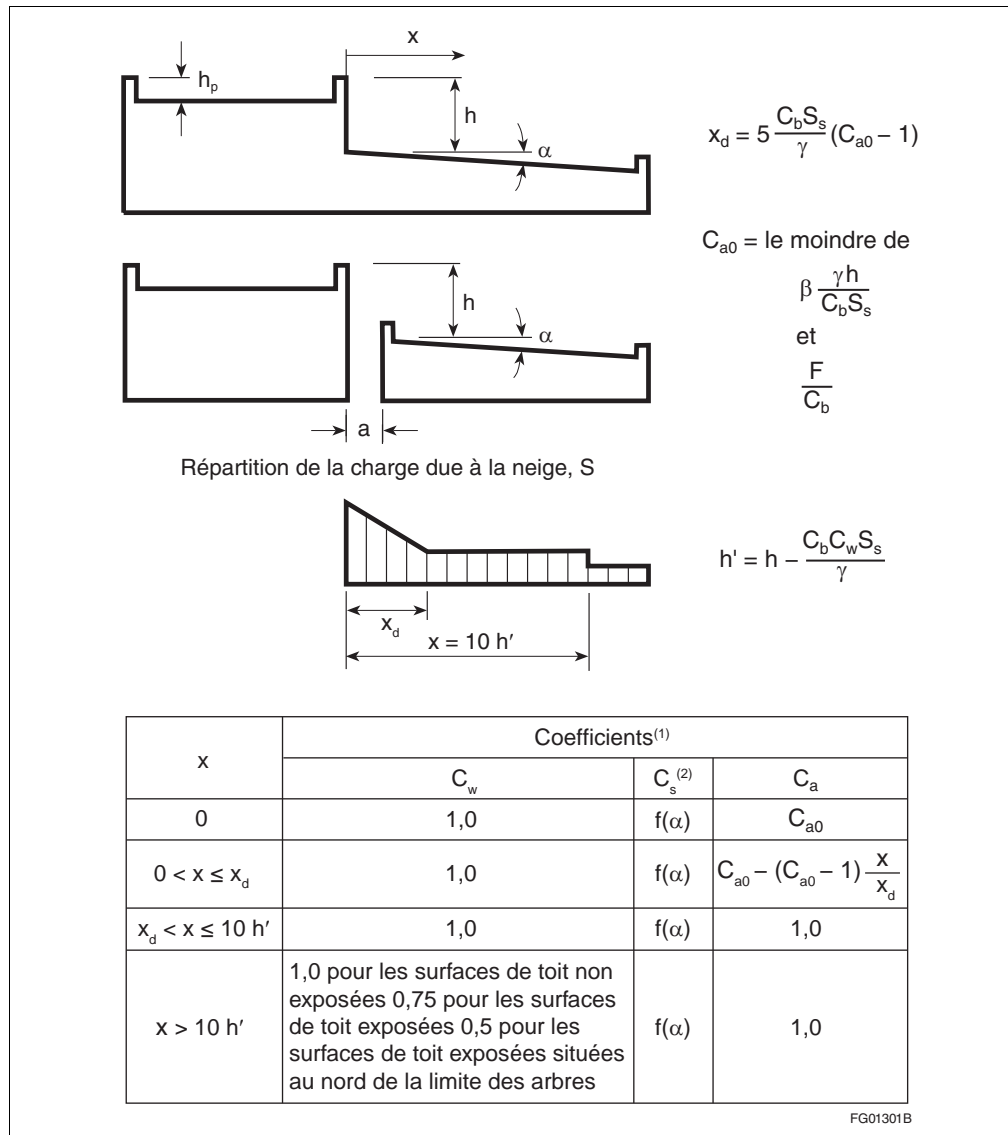 x
h_p
h
α
x_d = 5 C_bS_s/γ (C_a0 – 1)
C_a0 = le moindre de
β γh/C_bS_s
et
F/C_b
h
α
a
Répartition de la charge due à la neige, S
h' = h – C_bC_wS_s/γ
x_d
x = 10 h′
x
Coefficients(1)
C_w
C_s(2)
C_a
0
1,0
f(α)
C_a0
0 < x ≤ x_d
1,0
f(α)
C_a0 – (C_a0 – 1) x/x_d
x_d < x ≤ 10 h′
1,0
f(α)
1,0
x > 10 h′
1,0 pour les surfaces de toit non
exposées 0,75 pour les surfaces
de toit exposées 0,5 pour les
surfaces de toit exposées situées
au nord de la limite des arbres
f(α)
1,0
FG01301B